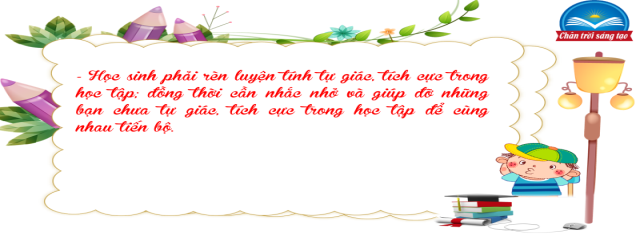 Chân trời sáng tạo
- Học sinh phải rèn luyện tính tự giác, tích cực trong
học tập; đồng thời cần nhắc nhở và giúp đỡ những
bạn chưa tự giác, tích cực trong học tập để cùng
nhau tiến bộ.